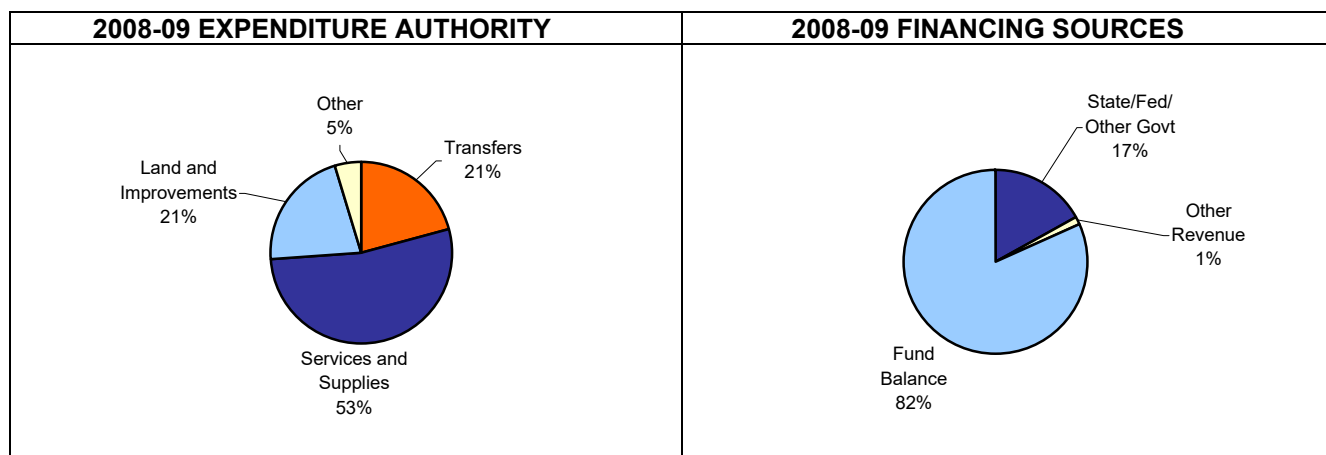 2008-09 EXPENDITURE AUTHORITY
Other
5%
Transfers
21%
Land and
Improvements
21%
Services and
Supplies
53%
2008-09 FINANCING SOURCES
State/Fed/
Other Govt
17%
Other
Revenue
1%
Fund
Balance
82%